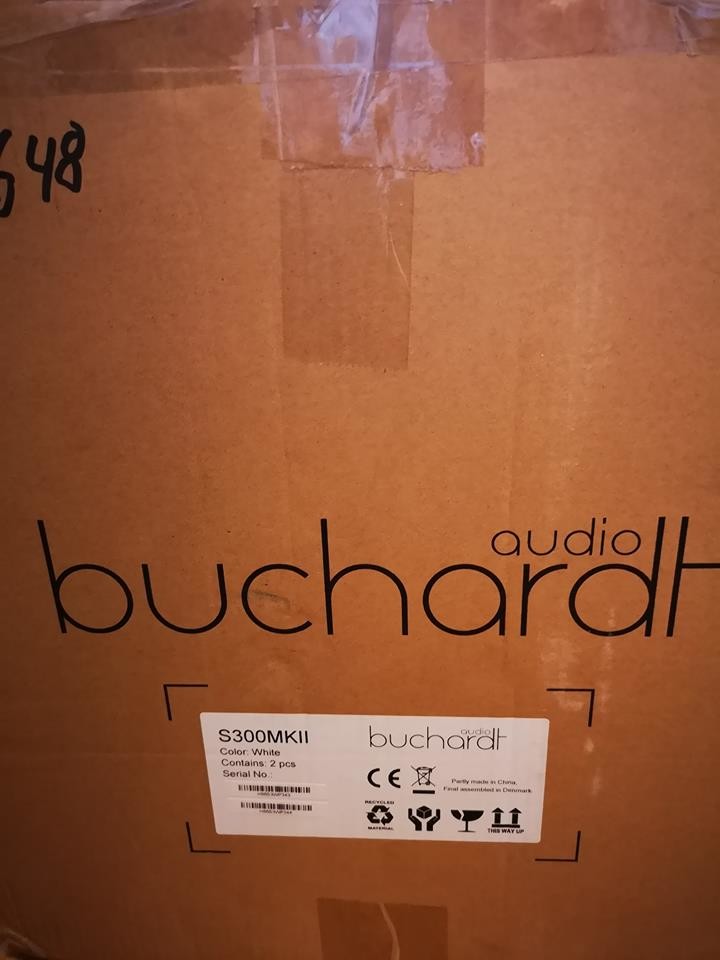 48
audio
buchardt
S300MKII
Color: White
Contains: 2 pcs
Serial No.:
audio
buchardt
CE
Partly made in China,
Final assembled in Denmark
RECYCLED
MATERIAL
THIS WAY UP